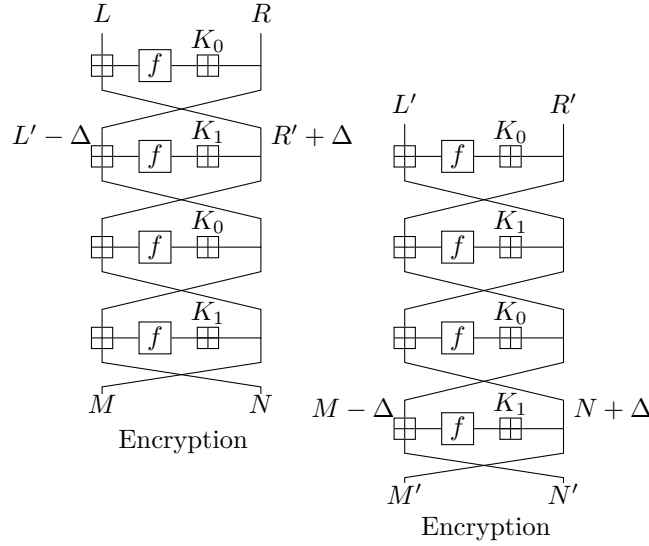 L R
K₀
f
L′ − Δ K₁ R′ + Δ L′ R′
f K₀
f
K₀ K₁
f f
K₁ K₀
f f
M N M − Δ K₁ N + Δ
Encryption f
M′ N′
Encryption